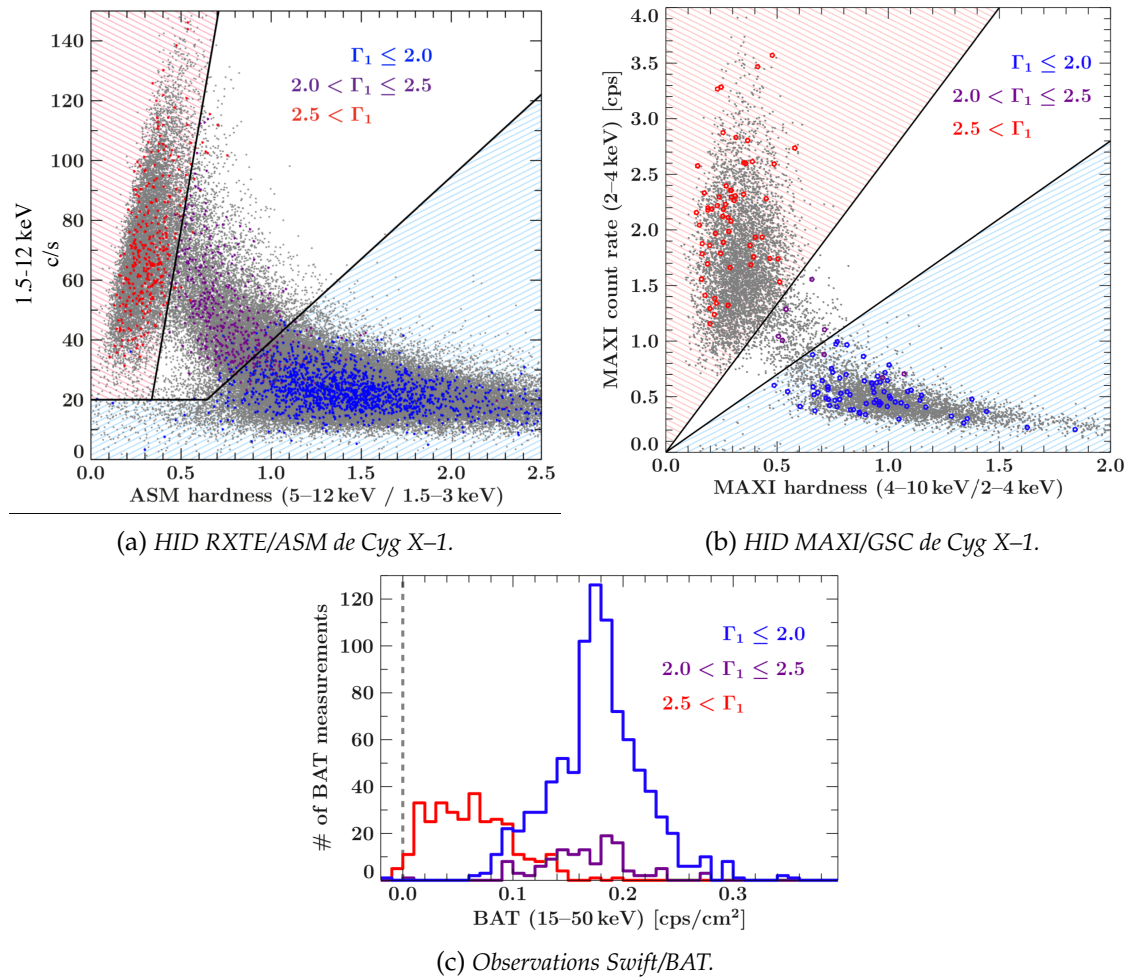 140
120
100
80
60
40
20
0
1.5-12 keV
c/s
Γ₁ ≤ 2.0
2.0 < Γ₁ ≤ 2.5
2.5 < Γ₁
0.0 0.5 1.0 1.5 2.0 2.5
ASM hardness (5–12 keV / 1.5–3 keV)
(a) HID RXTE/ASM de Cyg X–1.
4.0
3.5
3.0
2.5
2.0
1.5
1.0
0.5
0.0
MAXI count rate (2–4 keV) [cps]
Γ₁ ≤ 2.0
2.0 < Γ₁ ≤ 2.5
2.5 < Γ₁
0.0 0.5 1.0 1.5 2.0
MAXI hardness (4–10 keV/2–4 keV)
(b) HID MAXI/GSC de Cyg X–1.
120
100
80
60
40
20
0
# of BAT measurements
Γ₁ ≤ 2.0
2.0 < Γ₁ ≤ 2.5
2.5 < Γ₁
0.0 0.1 0.2 0.3
BAT (15–50 keV) [cps/cm²]
(c) Observations Swift/BAT.